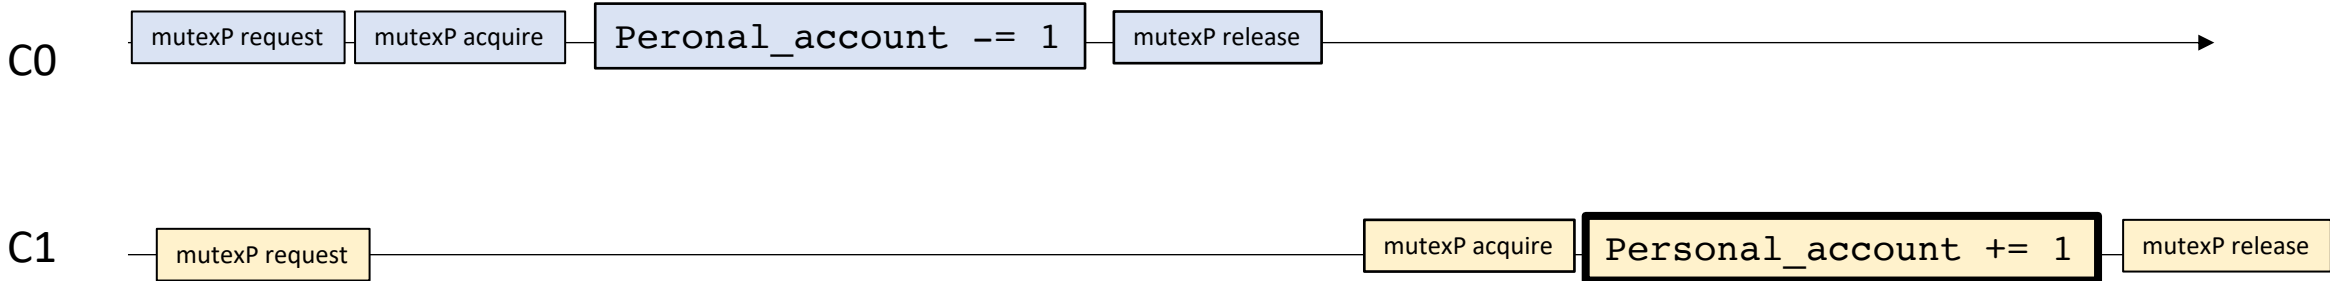 C0
mutexP request
mutexP acquire
Peronal_account -= 1
mutexP release
C1
mutexP request
mutexP acquire
Personal_account += 1
mutexP release